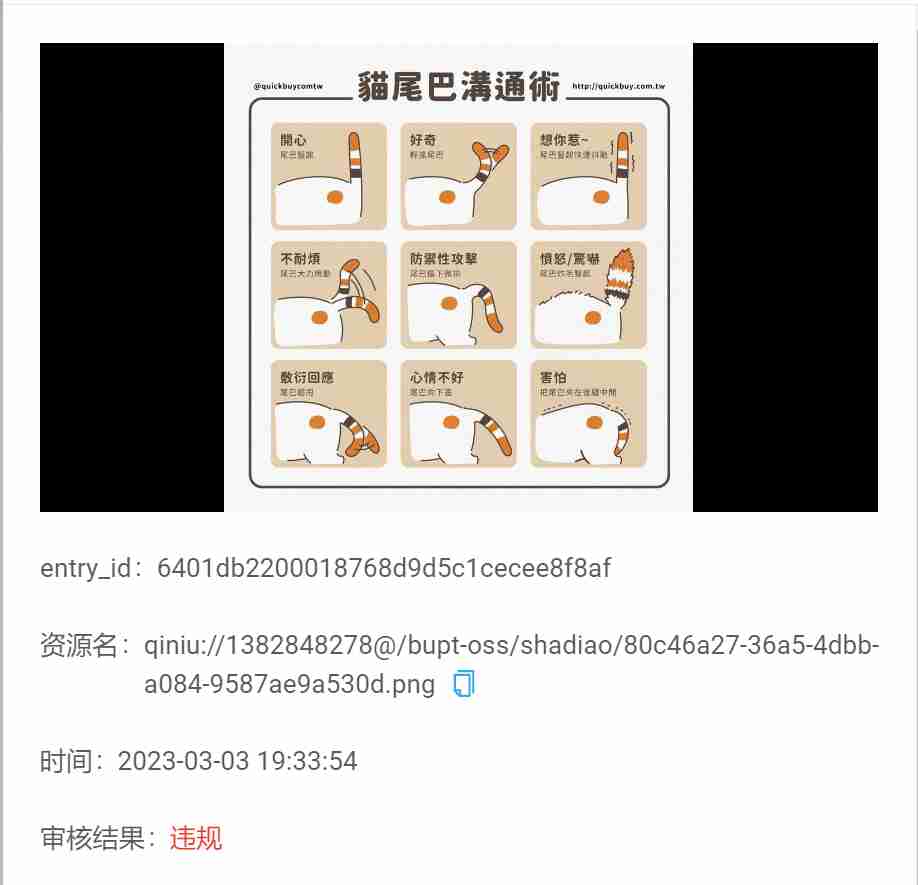 @quickbuycomtw
貓尾巴溝通術
http://quickbuy.com.tw
開心
尾巴豎起
好奇
輕搖尾巴
想你惹~
尾巴豎起快速抖動
不耐煩
尾巴大力擺動
防禦性攻擊
尾巴偏下微抬
憤怒/驚嚇
尾巴炸毛豎起
敷衍回應
尾巴輕甩
心情不好
尾巴向下垂
害怕
把尾巴夾在後腿中間
entry_id：6401db2200018768d9d5c1cecee8f8af
资源名：qiniu://1382848278@/bupt-oss/shadiao/80c46a27-36a5-4dbb-
a084-9587ae9a530d.png
时间：2023-03-03 19:33:54
审核结果：违规